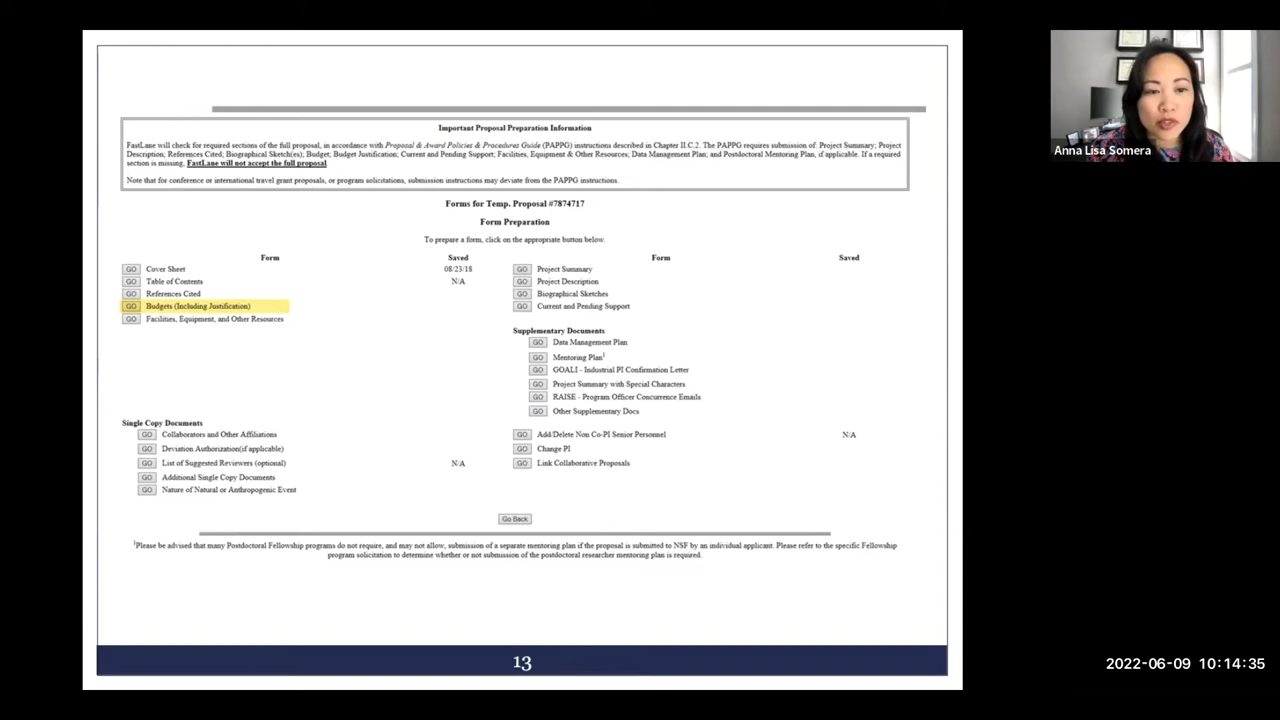 Important Proposal Preparation Information
FastLane will check for required sections of the full proposal, in accordance with Proposal & Award Policies & Procedures Guide (PAPPG) instructions described in Chapter II.C.2. The PAPPG requires submission of: Project Summary; Project
Description; References Cited; Biographical Sketch(es); Budget; Budget Justification; Current and Pending Support; Facilities, Equipment & Other Resources; Data Management Plan; and Postdoctoral Mentoring Plan, if applicable. If a required
section is missing, FastLane will not accept the full proposal.
Note that for conference or international travel grant proposals, or program solicitations, submission instructions may deviate from the PAPPG instructions.
Forms for Temp. Proposal #7874717
Form Preparation
To prepare a form, click on the appropriate button below.
Form Saved Form Saved
GO Cover Sheet 08/23/18 GO Project Summary
GO Table of Contents N/A GO Project Description
GO References Cited GO Biographical Sketches
GO Budgets (Including Justification) GO Current and Pending Support
GO Facilities, Equipment, and Other Resources
Supplementary Documents
GO Data Management Plan
GO Mentoring Plan1
GO GOALI - Industrial PI Confirmation Letter
GO Project Summary with Special Characters
GO RAISE - Program Officer Concurrence Emails
GO Other Supplementary Docs
Single Copy Documents
GO Collaborators and Other Affiliations GO Add/Delete Non Co-PI Senior Personnel N/A
GO Deviation Authorization(if applicable) GO Change PI
GO List of Suggested Reviewers (optional) N/A GO Link Collaborative Proposals
GO Additional Single Copy Documents
GO Nature of Natural or Anthropogenic Event
Go Back
1Please be advised that many Postdoctoral Fellowship programs do not require, and may not allow, submission of a separate mentoring plan if the proposal is submitted to NSF by an individual applicant. Please refer to the specific Fellowship
program solicitation to determine whether or not submission of the postdoctoral researcher mentoring plan is required.
13
Anna Lisa Somera
2022-06-09 10:14:35